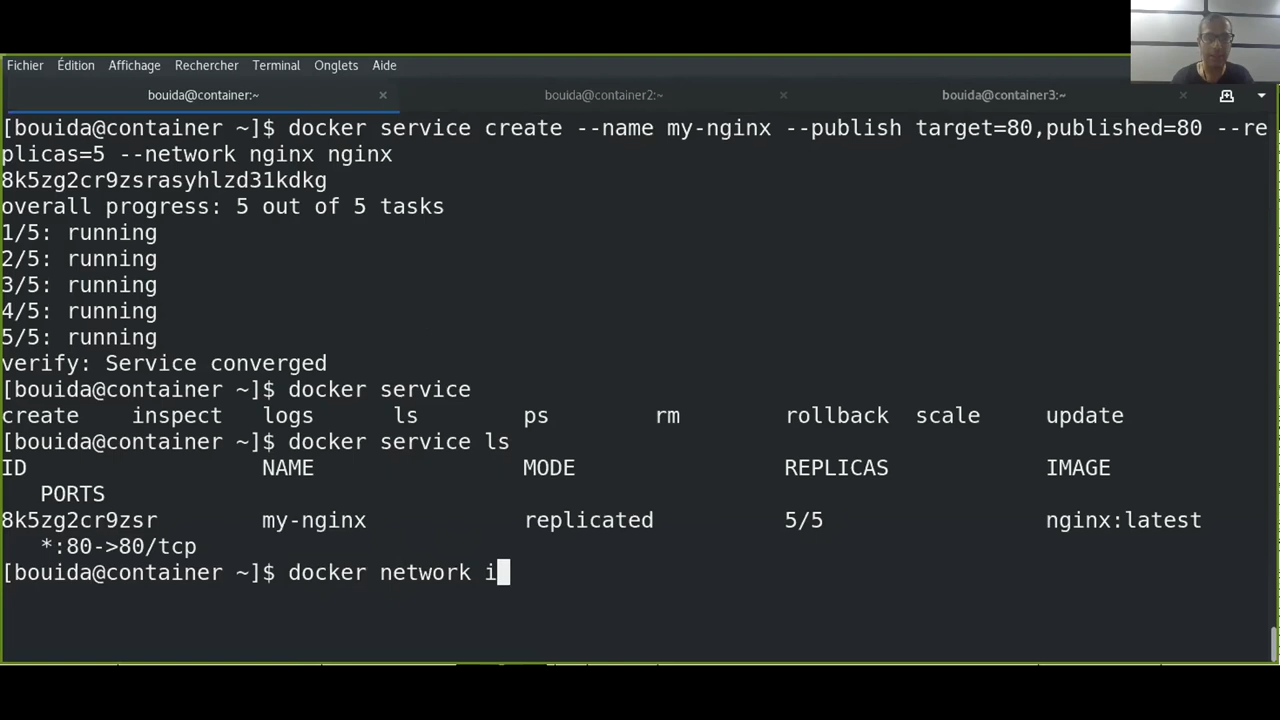 Fichier Édition Affichage Rechercher Terminal Onglets Aide
bouida@container:~ × bouida@container2:~ × bouida@container3:~ ×
[bouida@container ~]$ docker service create --name my-nginx --publish target=80,published=80 --re
plicas=5 --network nginx nginx
8k5zg2cr9zsrasyhlzd31kdkg
overall progress: 5 out of 5 tasks
1/5: running
2/5: running
3/5: running
4/5: running
5/5: running
verify: Service converged
[bouida@container ~]$ docker service
create inspect logs ls ps rm rollback scale update
[bouida@container ~]$ docker service ls
ID NAME MODE REPLICAS IMAGE
PORTS
8k5zg2cr9zsr my-nginx replicated 5/5 nginx:latest
*:80->80/tcp
[bouida@container ~]$ docker network i